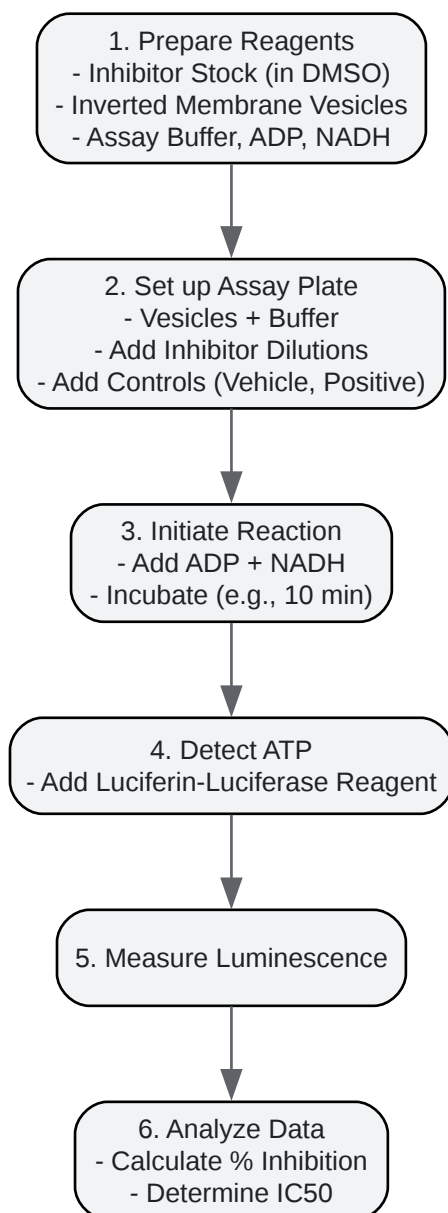 1. Prepare Reagents
- Inhibitor Stock (in DMSO)
- Inverted Membrane Vesicles
- Assay Buffer, ADP, NADH
2. Set up Assay Plate
- Vesicles + Buffer
- Add Inhibitor Dilutions
- Add Controls (Vehicle, Positive)
3. Initiate Reaction
- Add ADP + NADH
- Incubate (e.g., 10 min)
4. Detect ATP
- Add Luciferin-Luciferase Reagent
5. Measure Luminescence
6. Analyze Data
- Calculate % Inhibition
- Determine IC50